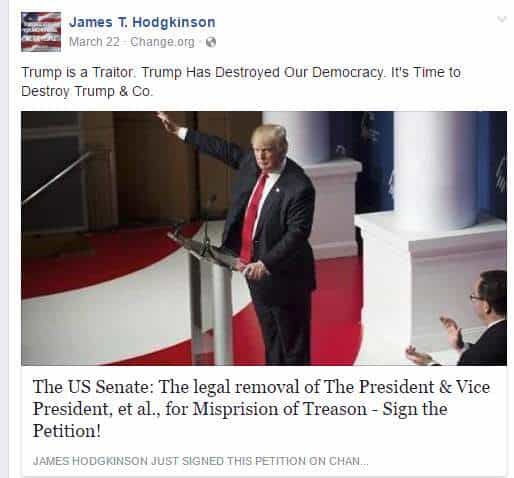 James T. Hodgkinson
March 22 · Change.org ·
Trump is a Traitor. Trump Has Destroyed Our Democracy. It's Time to
Destroy Trump & Co.
The US Senate: The legal removal of The President & Vice
President, et al., for Misprision of Treason - Sign the
Petition!
JAMES HODGKINSON JUST SIGNED THIS PETITION ON CHAN...